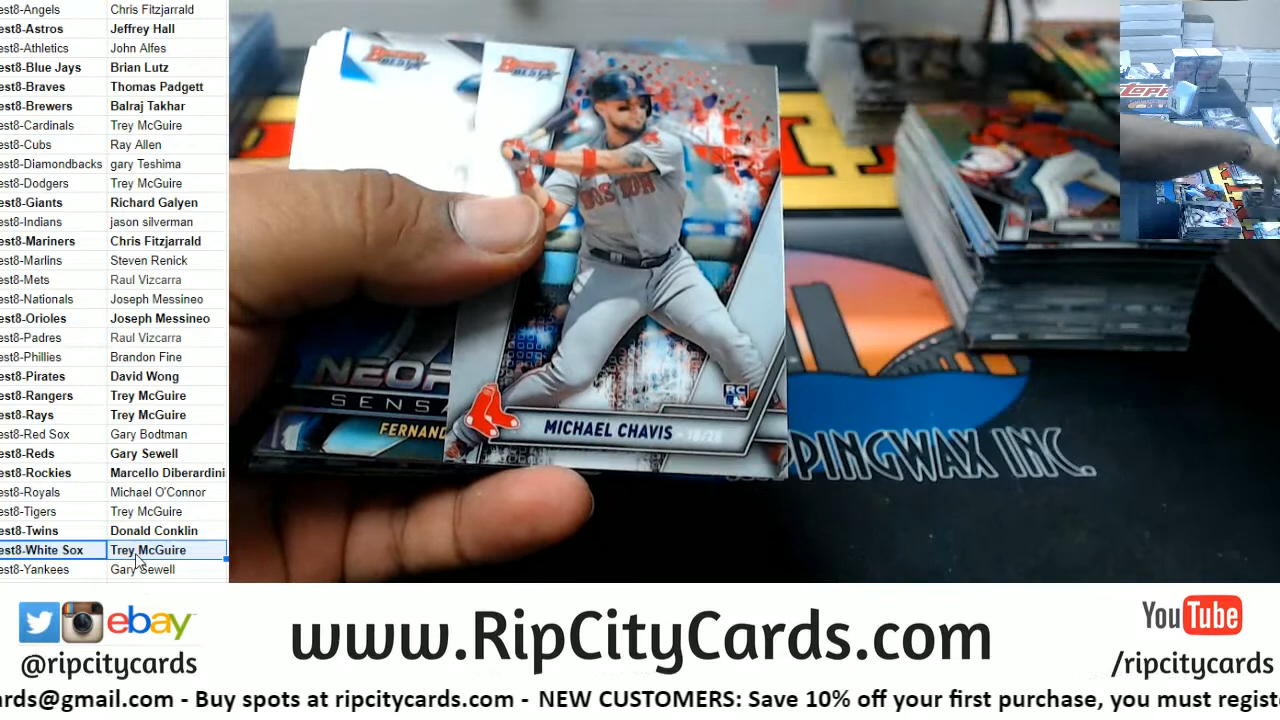 est8-Angels Chris Fitzjarrald
est8-Astros Jeffrey Hall
est8-Athletics John Alfes
est8-Blue Jays Brian Lutz
est8-Braves Thomas Padgett
est8-Brewers Balraj Takhar
est8-Cardinals Trey McGuire
est8-Cubs Ray Allen
est8-Diamondbacks gary Teshima
est8-Dodgers Trey McGuire
est8-Giants Richard Galyen
est8-Indians jason silverman
est8-Mariners Chris Fitzjarrald
est8-Marlins Steven Renick
est8-Mets Raul Vizcarra
est8-Nationals Joseph Messineo
est8-Orioles Joseph Messineo
est8-Padres Raul Vizcarra
est8-Phillies Brandon Fine
est8-Pirates David Wong
est8-Rangers Trey McGuire
est8-Rays Trey McGuire
est8-Red Sox Gary Bodtman
est8-Reds Gary Sewell
est8-Rockies Marcello Diberardini
est8-Royals Michael O'Connor
est8-Tigers Trey McGuire
est8-Twins Donald Conklin
est8-White Sox Trey McGuire
est8-Yankees Gary Sewell
BOSTON
RC
MICHAEL CHAVIS
NEOP
SENSA
FERNAND
PPINGWAX INC.
Topps
ebay
@ripcitycards
www.RipCityCards.com
YouTube
/ripcitycards
ards@gmail.com - Buy spots at ripcitycards.com - NEW CUSTOMERS: Save 10% off your first purchase, you must regist